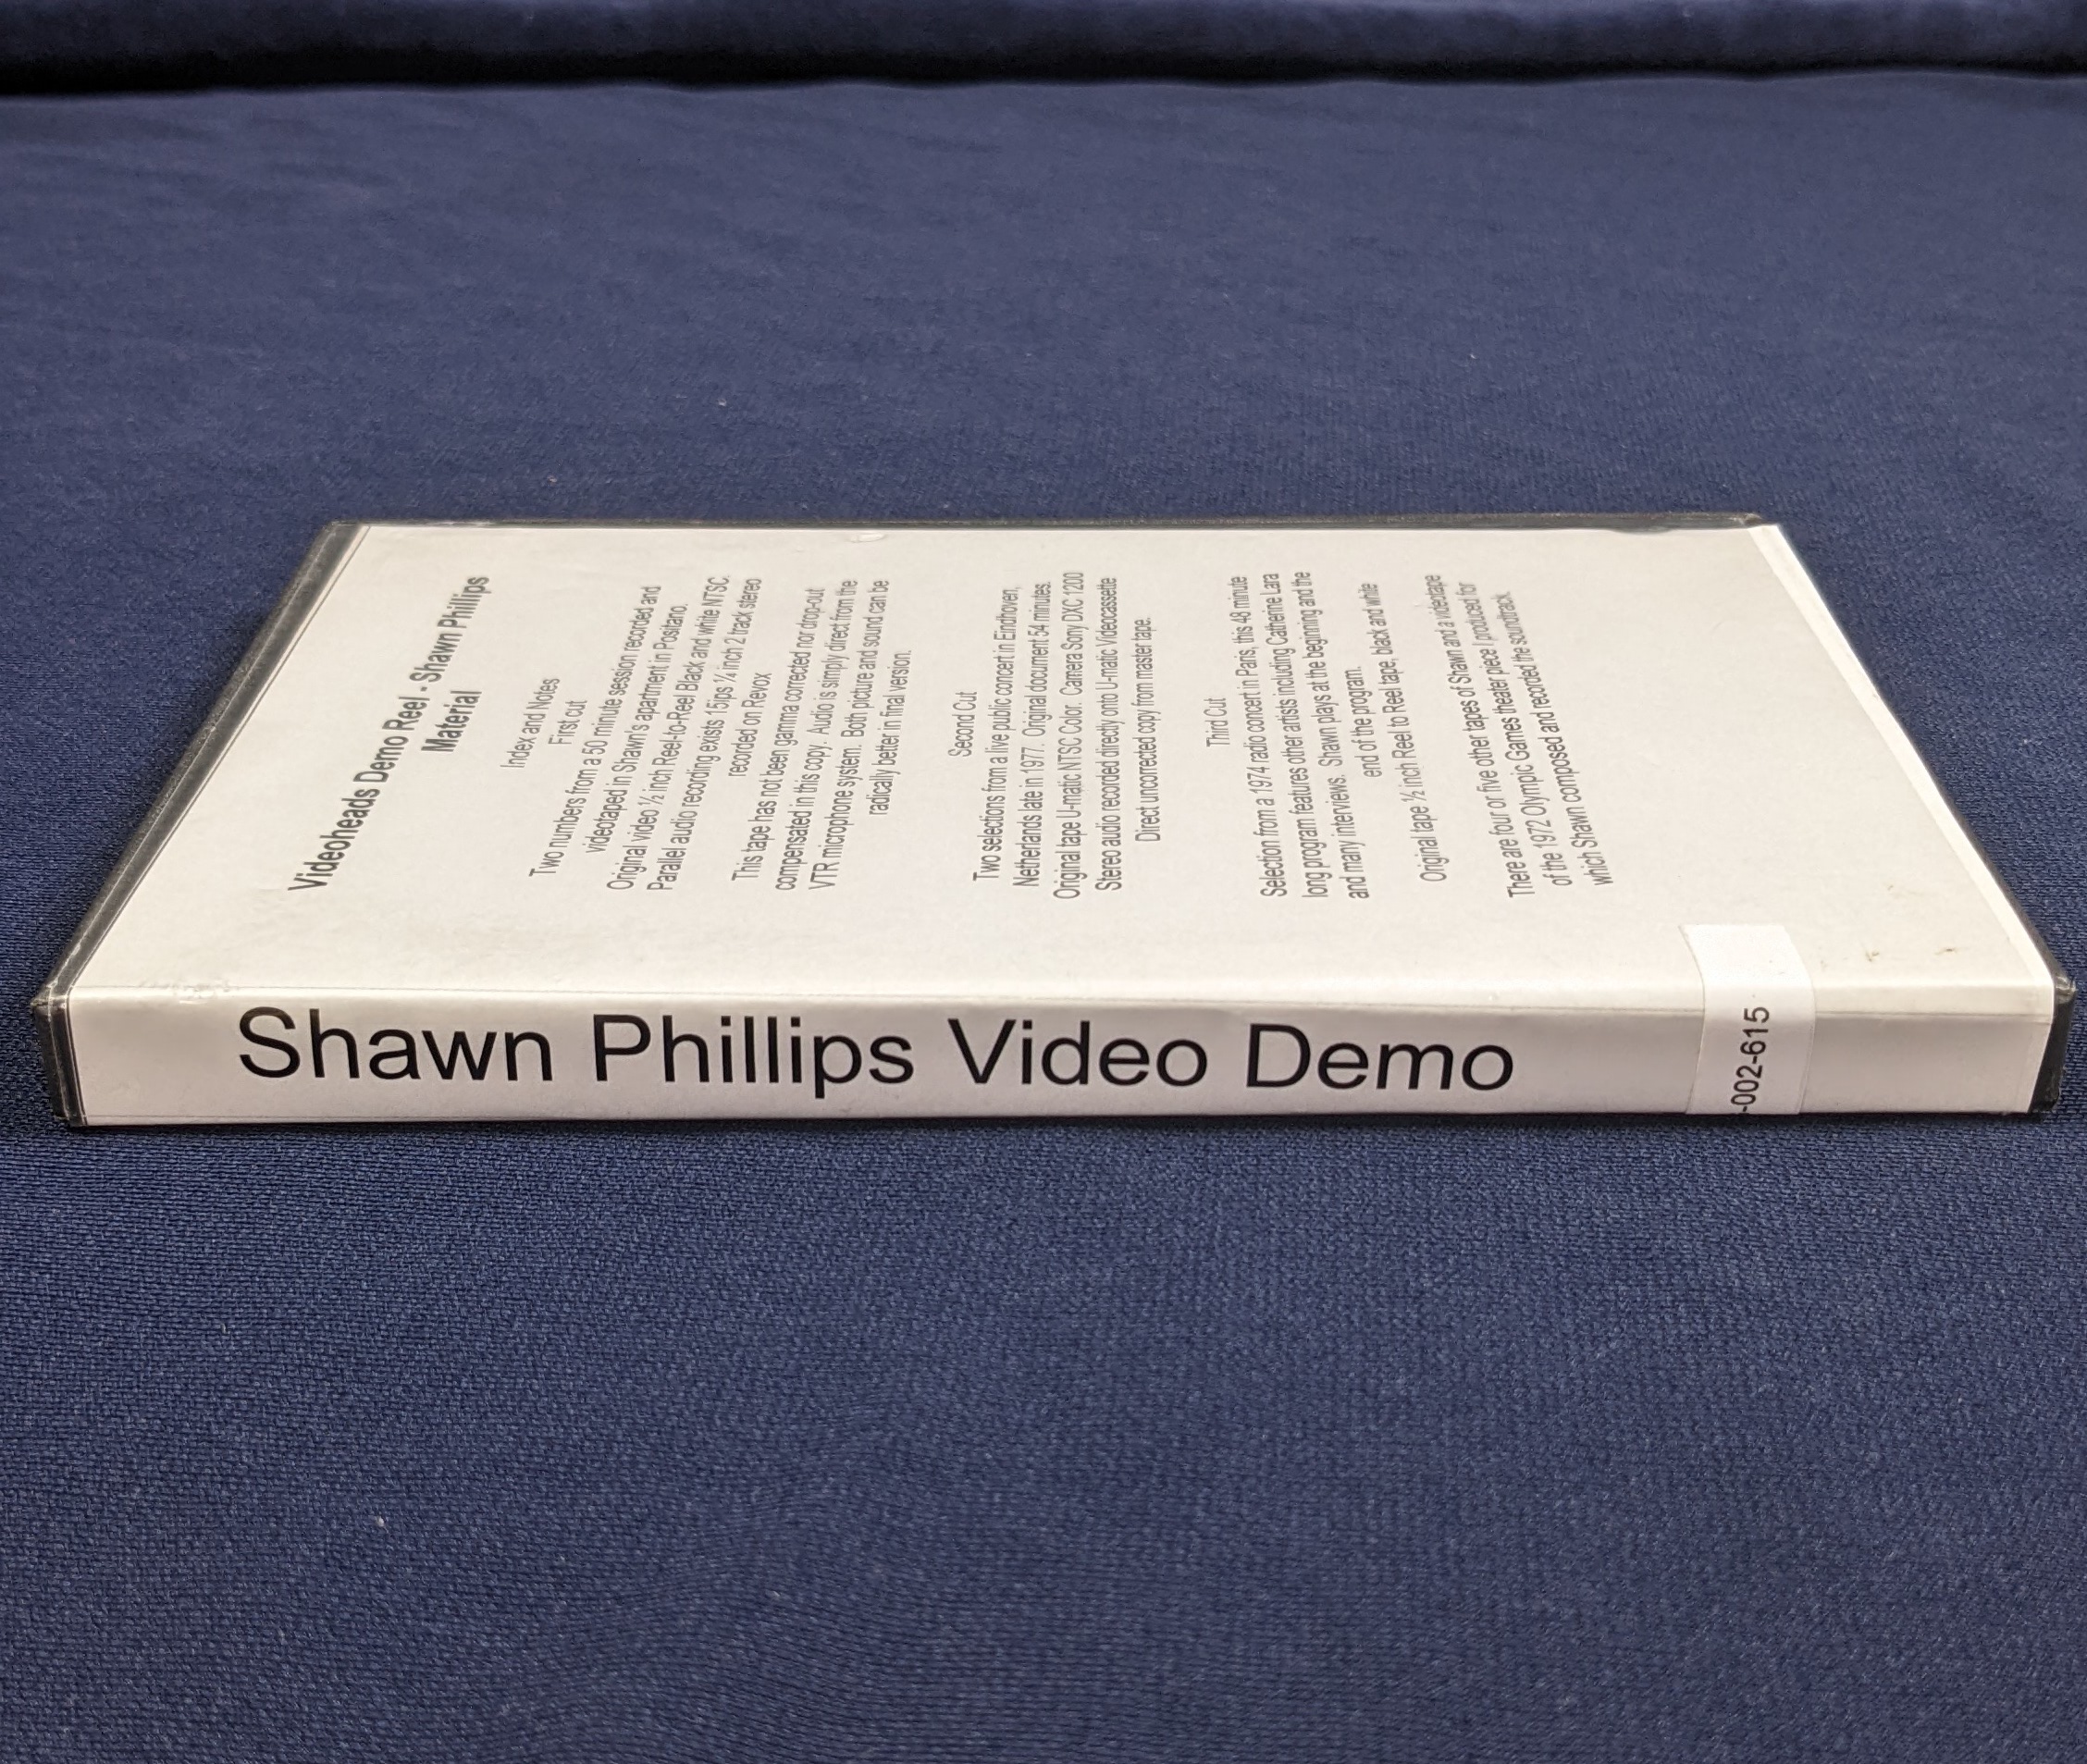 Videoheads Demo Reel - Shawn Phillips
Material
Index and Notes
First cut
Two numbers from a 50 minute session recorded and
videotaped in Shawn's apartment in Positano,
Original video ½ inch Reel-to-Reel Black and white NTSC.
Parallel audio recording exists 15ips ¼ inch 2 track stereo
recorded on Revox
This tape has not been gamma corrected nor drop-out
compensated in this copy. Audio is simply direct from the
VTR microphone system. Both picture and sound can be
radically better in final version.
Second Cut
Two selections from a live public concert in Eindhoven,
Netherlands late in 1977. Original document 54 minutes.
Original tape U-matic NTSC Color. Camera Sony DXC 1200
Stereo audio recorded directly onto U-matic Videocassette
Direct uncorrected copy from master tape.
Third Cut
Selection from a 1974 radio concert in Paris, this 48 minute
long program features other artists including Catherine Lara
and many interviews. Shawn plays at the beginning and the
end of the program.
Original tape ½ inch Reel to Reel tape, black and white
There are four or five other tapes of Shawn and a videotape
of the 1972 Olympic Games theater piece I produced for
which Shawn composed and recorded the soundtrack.
Shawn Phillips Video Demo
-002-615